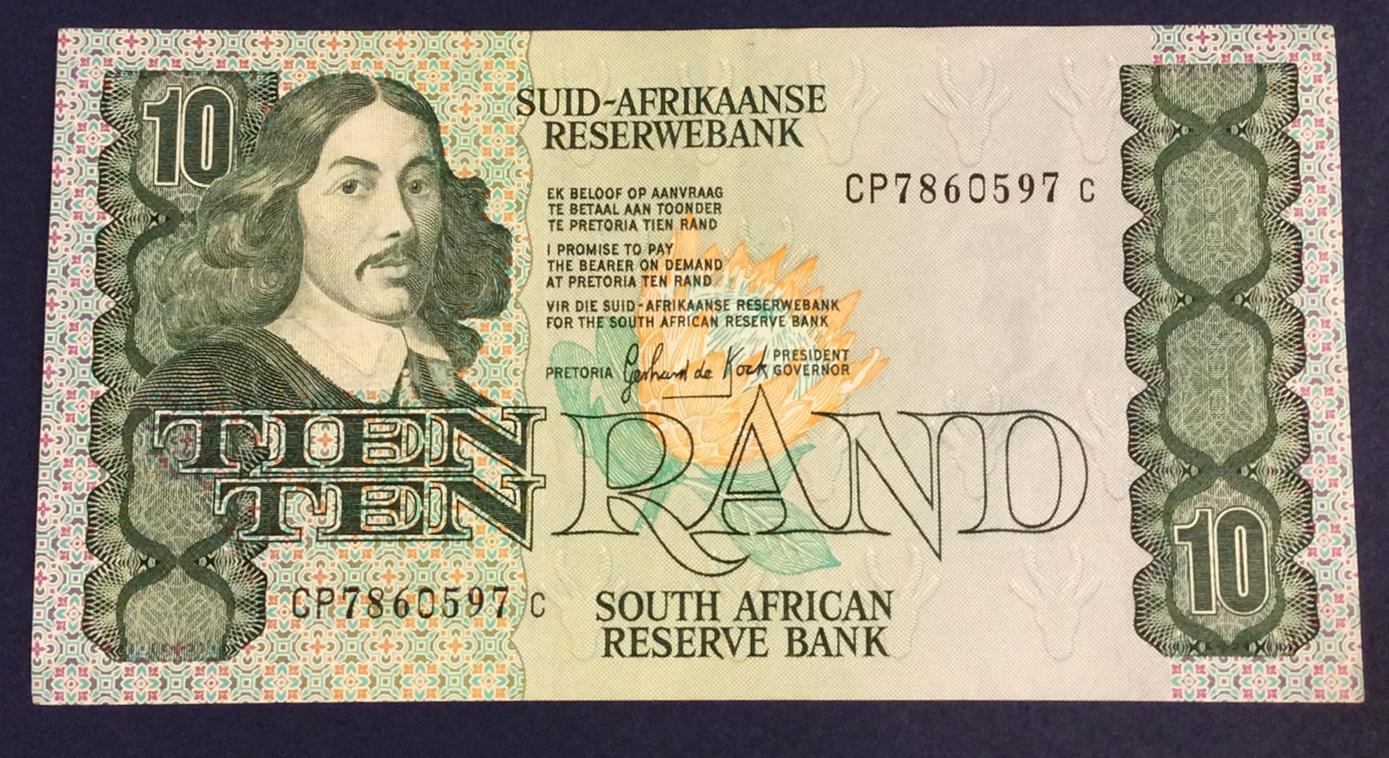 10
SUID-AFRIKAANSE
RESERWEBANK
CP7860597 C
EK BELOOF OP AANVRAAG
TE BETAAL AAN TOONDER
TE PRETORIA TIEN RAND
I PROMISE TO PAY
THE BEARER ON DEMAND
AT PRETORIA TEN RAND
VIR DIE SUID-AFRIKAANSE RESERWEBANK
FOR THE SOUTH AFRICAN RESERVE BANK
PRESIDENT
PRETORIA Gerhard de Kock GOVERNOR
TIEN
TEN RAND
10
CP7860597 C
SOUTH AFRICAN
RESERVE BANK